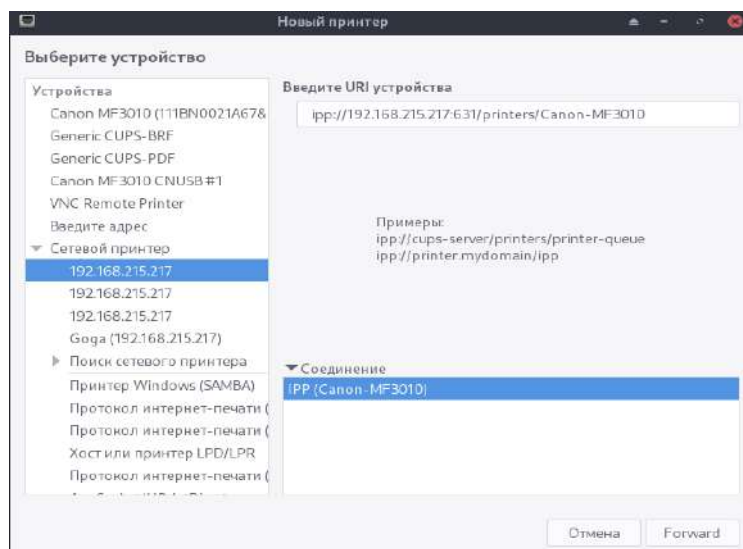 Новый принтер
Выберите устройство
Устройства
Canon MF3010 (111BN0021A67&
Generic CUPS-BRF
Generic CUPS-PDF
Canon MF3010 CNUSB #1
VNC Remote Printer
Введите адрес
Сетевой принтер
192.168.215.217
192.168.215.217
192.168.215.217
Goga (192.168.215.217)
Поиск сетевого принтера
Принтер Windows (SAMBA)
Протокол интернет-печати (
Протокол интернет-печати (
Хост или принтер LPD/LPR
Протокол интернет-печати (
Введите URI устройства
ipp://192.168.215.217:631/printers/Canon-MF3010
Примеры:
ipp://cups-server/printers/printer-queue
ipp://printer.mydomain/ipp
Соединение
IPP (Canon-MF3010)
Отмена
Forward